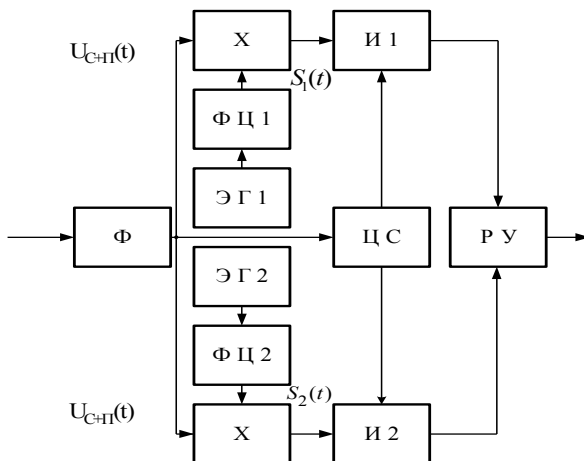 U_{С+П}(t)
Х
И 1
S_1(t)
Ф Ц 1
Э Г 1
Ф
Ц С
Р У
Э Г 2
Ф Ц 2
U_{С+П}(t)
S_2(t)
Х
И 2